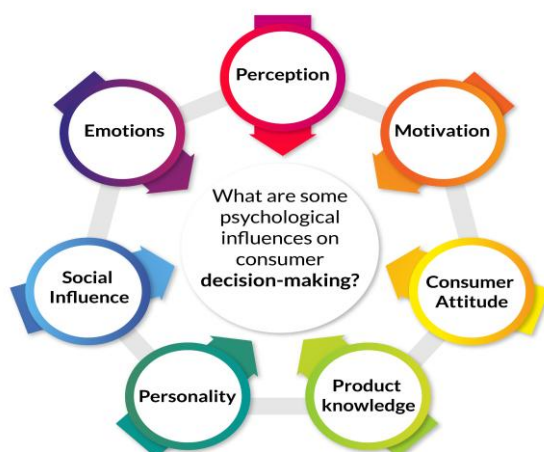 Perception
Motivation
Consumer
Attitude
Product
knowledge
Personality
Social
Influence
Emotions
What are some
psychological
influences on
consumer
decision-making?